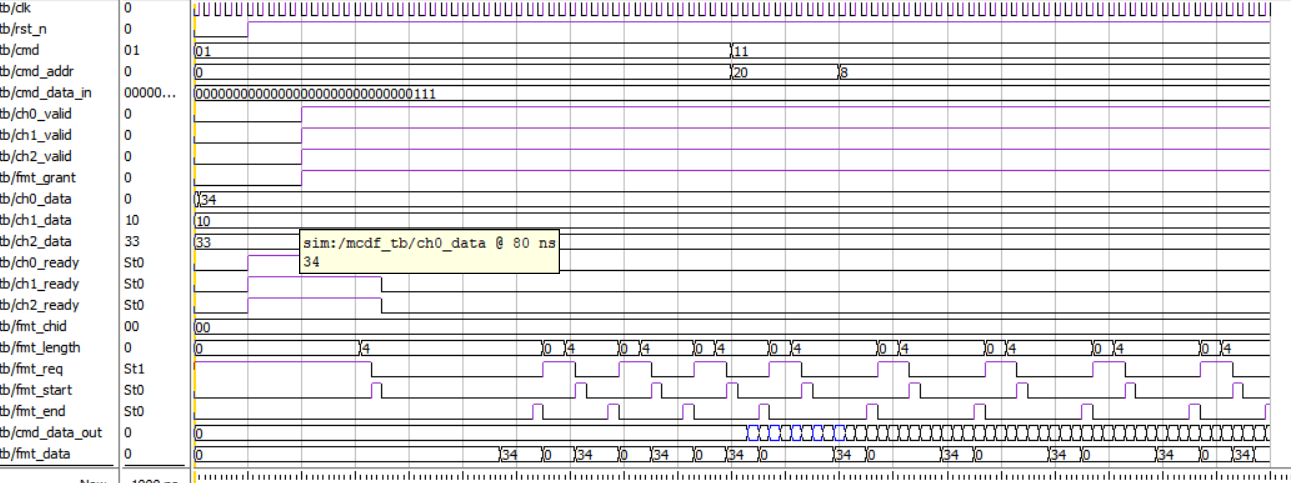 tb/clk 0
tb/rst_n 0
tb/cmd 01 01 11
tb/cmd_addr 0 0 20 8
tb/cmd_data_in 00000... 00000000000000000000000000000111
tb/ch0_valid 0
tb/ch1_valid 0
tb/ch2_valid 0
tb/fmt_grant 0
tb/ch0_data 0 34
tb/ch1_data 10 10
tb/ch2_data 33 33
sim:/mcdf_tb/ch0_data @ 80 ns
34
tb/ch0_ready St0
tb/ch1_ready St0
tb/ch2_ready St0
tb/fmt_chid 00 00
tb/fmt_length 0 0 4 0 4 0 4 0 4 0 4 0 4 0 4 0 4 0 4
tb/fmt_req St1
tb/fmt_start St0
tb/fmt_end St0
tb/cmd_data_out 0 0
tb/fmt_data 0 0 34 0 34 0 34 0 34 0 34 0 34 0 34 0 34 0 34